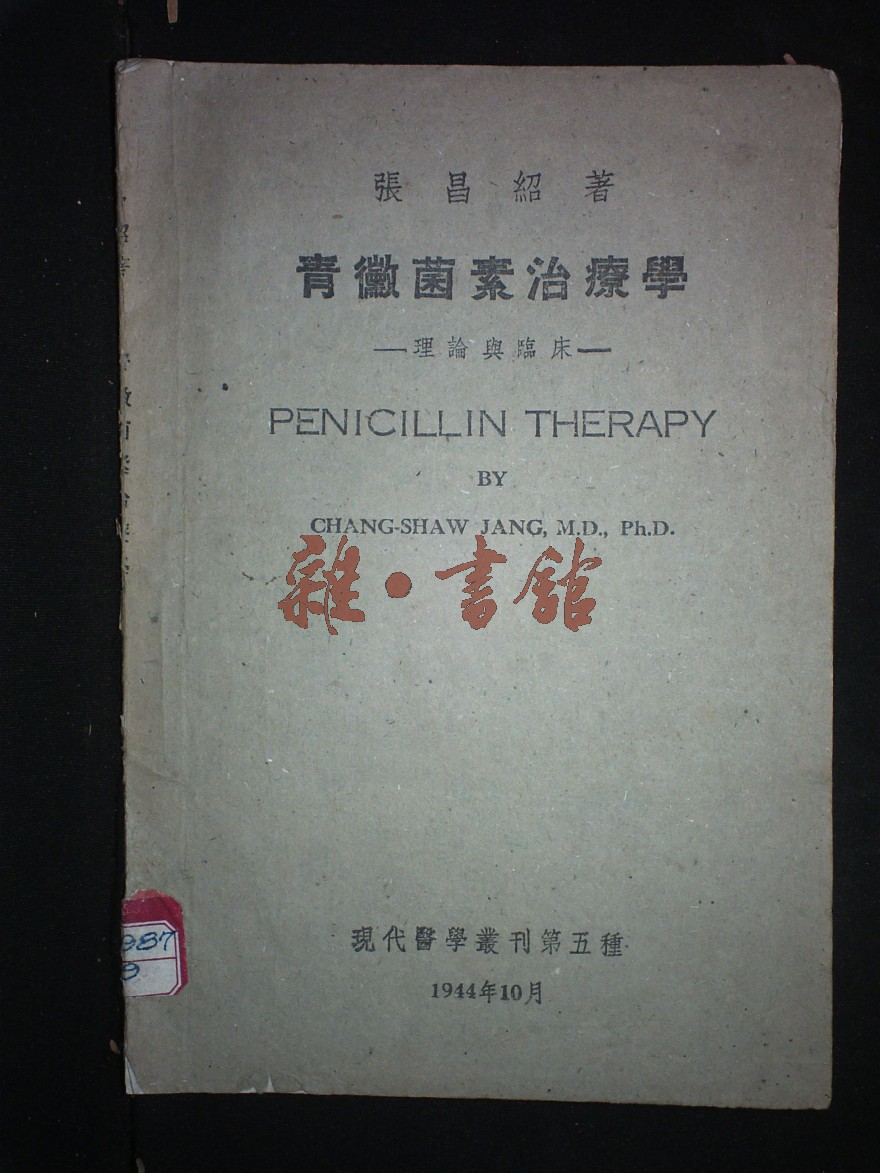 張昌紹著
青黴菌素治療學
—理論與臨床—
PENICILLIN THERAPY
BY
CHANG-SHAW JANG, M.D., Ph.D.
雜·書館
現代醫學叢刊第五種
1944年10月
987